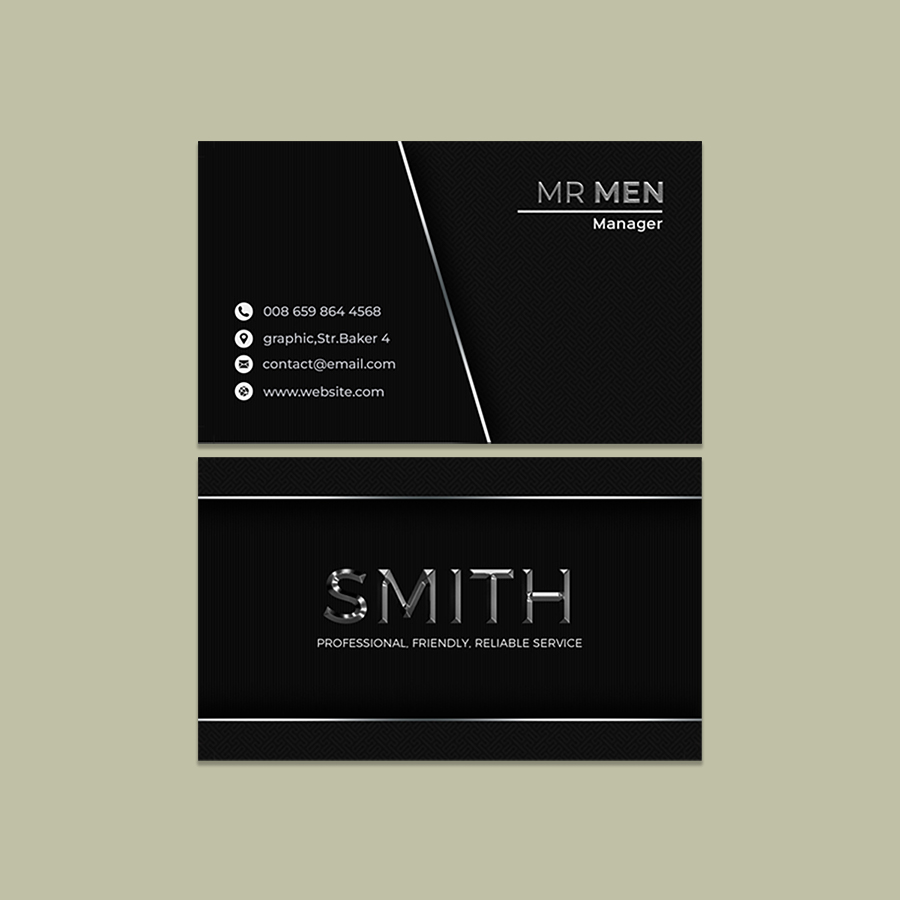 MR MEN
Manager
008 659 864 4568
graphic,Str.Baker 4
contact@email.com
www.website.com
SMITH
PROFESSIONAL, FRIENDLY, RELIABLE SERVICE